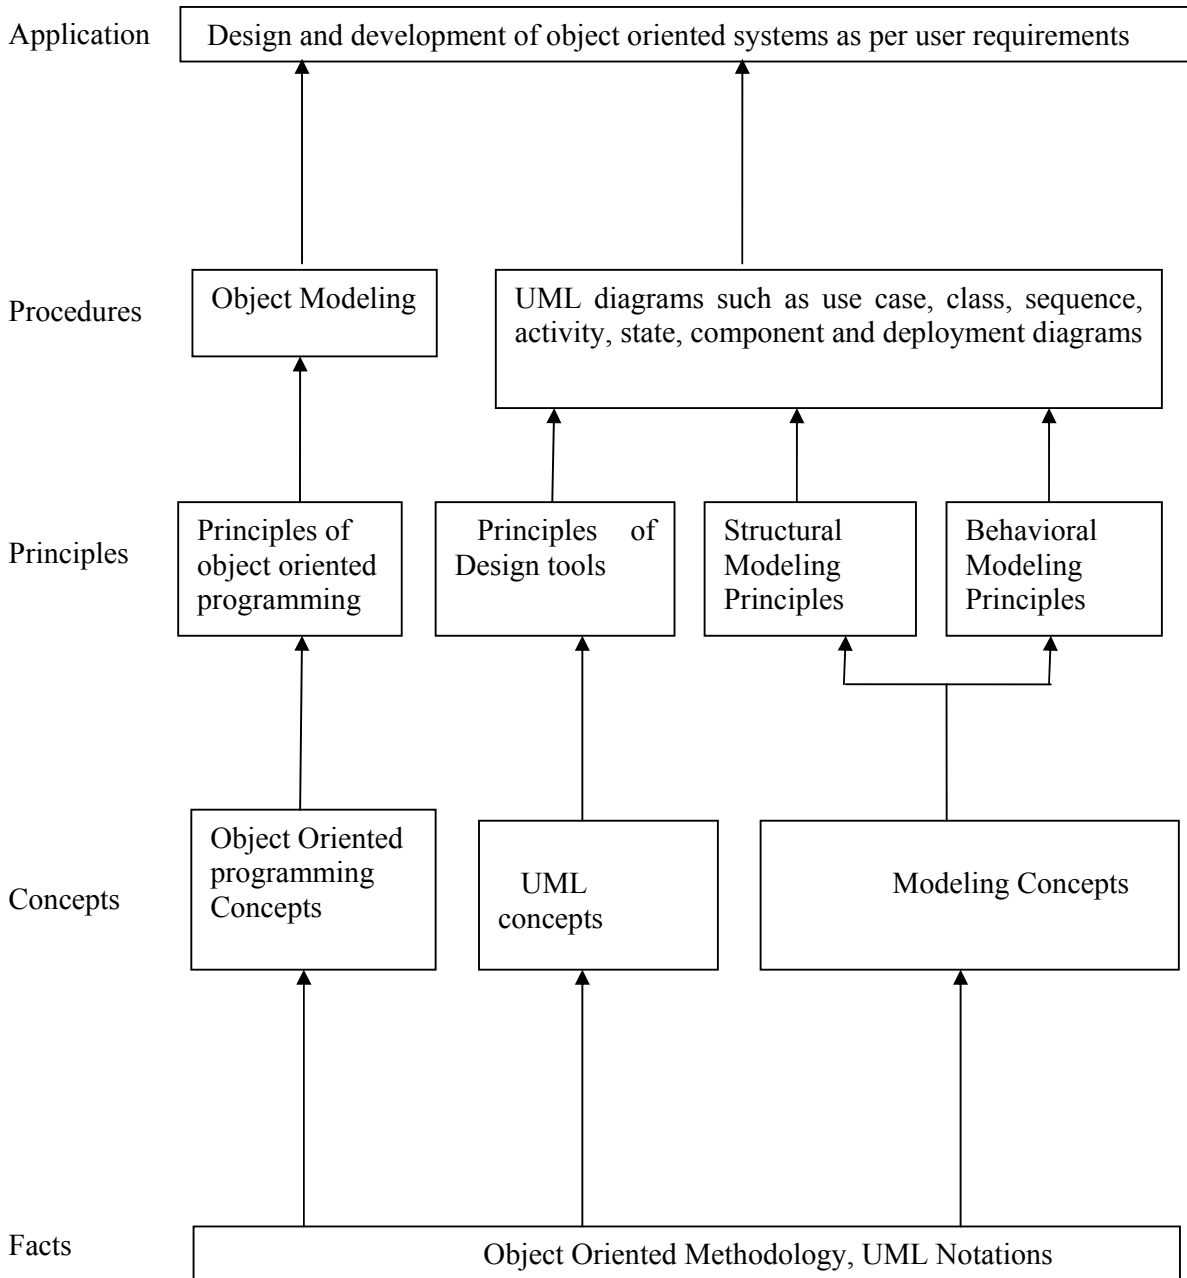 Application
Design and development of object oriented systems as per user requirements
Procedures
Object Modeling
UML diagrams such as use case, class, sequence,
activity, state, component and deployment diagrams
Principles
Principles of
object oriented
programming
Principles of
Design tools
Structural
Modeling
Principles
Behavioral
Modeling
Principles
Concepts
Object Oriented
programming
Concepts
UML
concepts
Modeling Concepts
Facts
Object Oriented Methodology, UML Notations